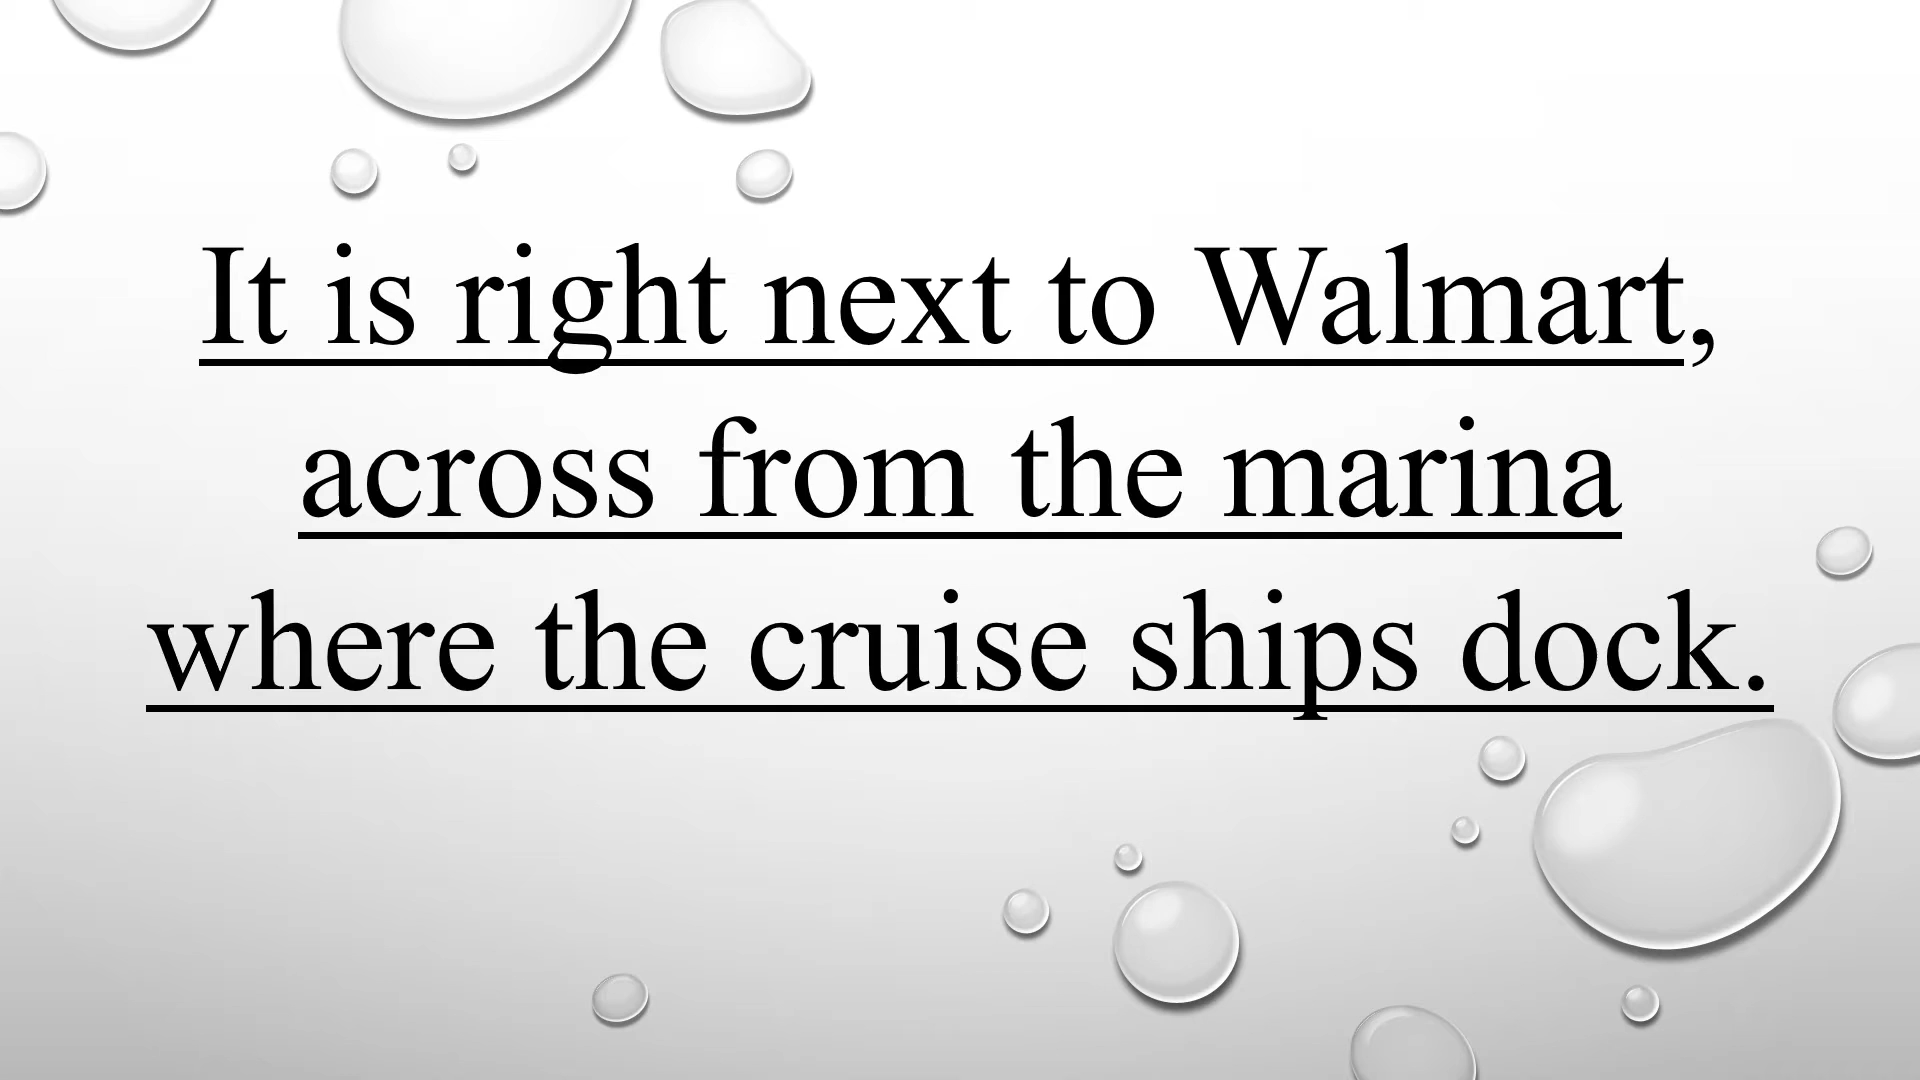 It is right next to Walmart,
across from the marina
where the cruise ships dock.